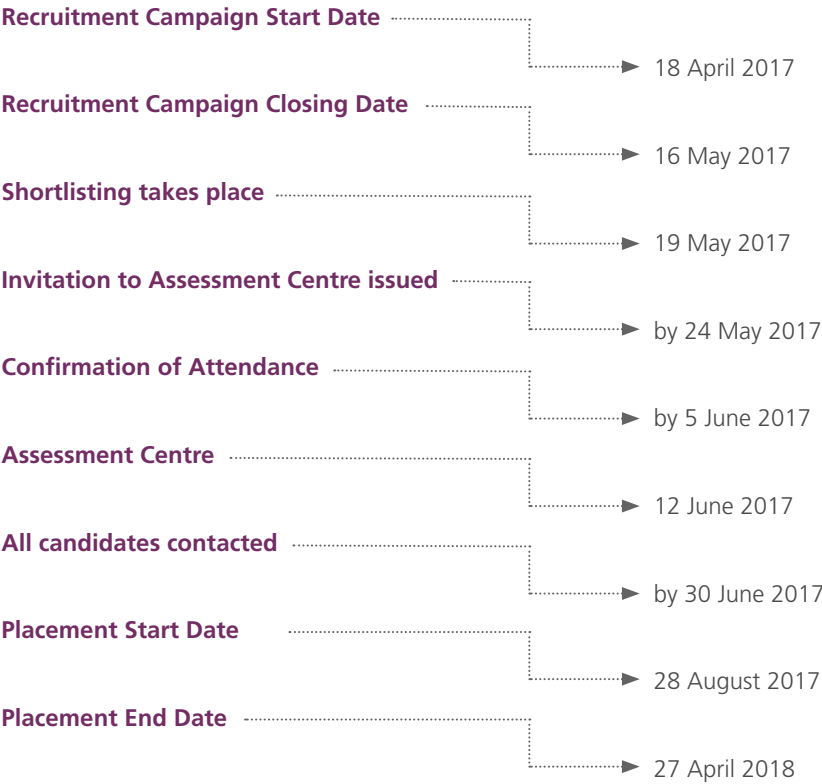 Recruitment Campaign Start Date
18 April 2017
Recruitment Campaign Closing Date
16 May 2017
Shortlisting takes place
19 May 2017
Invitation to Assessment Centre issued
by 24 May 2017
Confirmation of Attendance
by 5 June 2017
Assessment Centre
12 June 2017
All candidates contacted
by 30 June 2017
Placement Start Date
28 August 2017
Placement End Date
27 April 2018